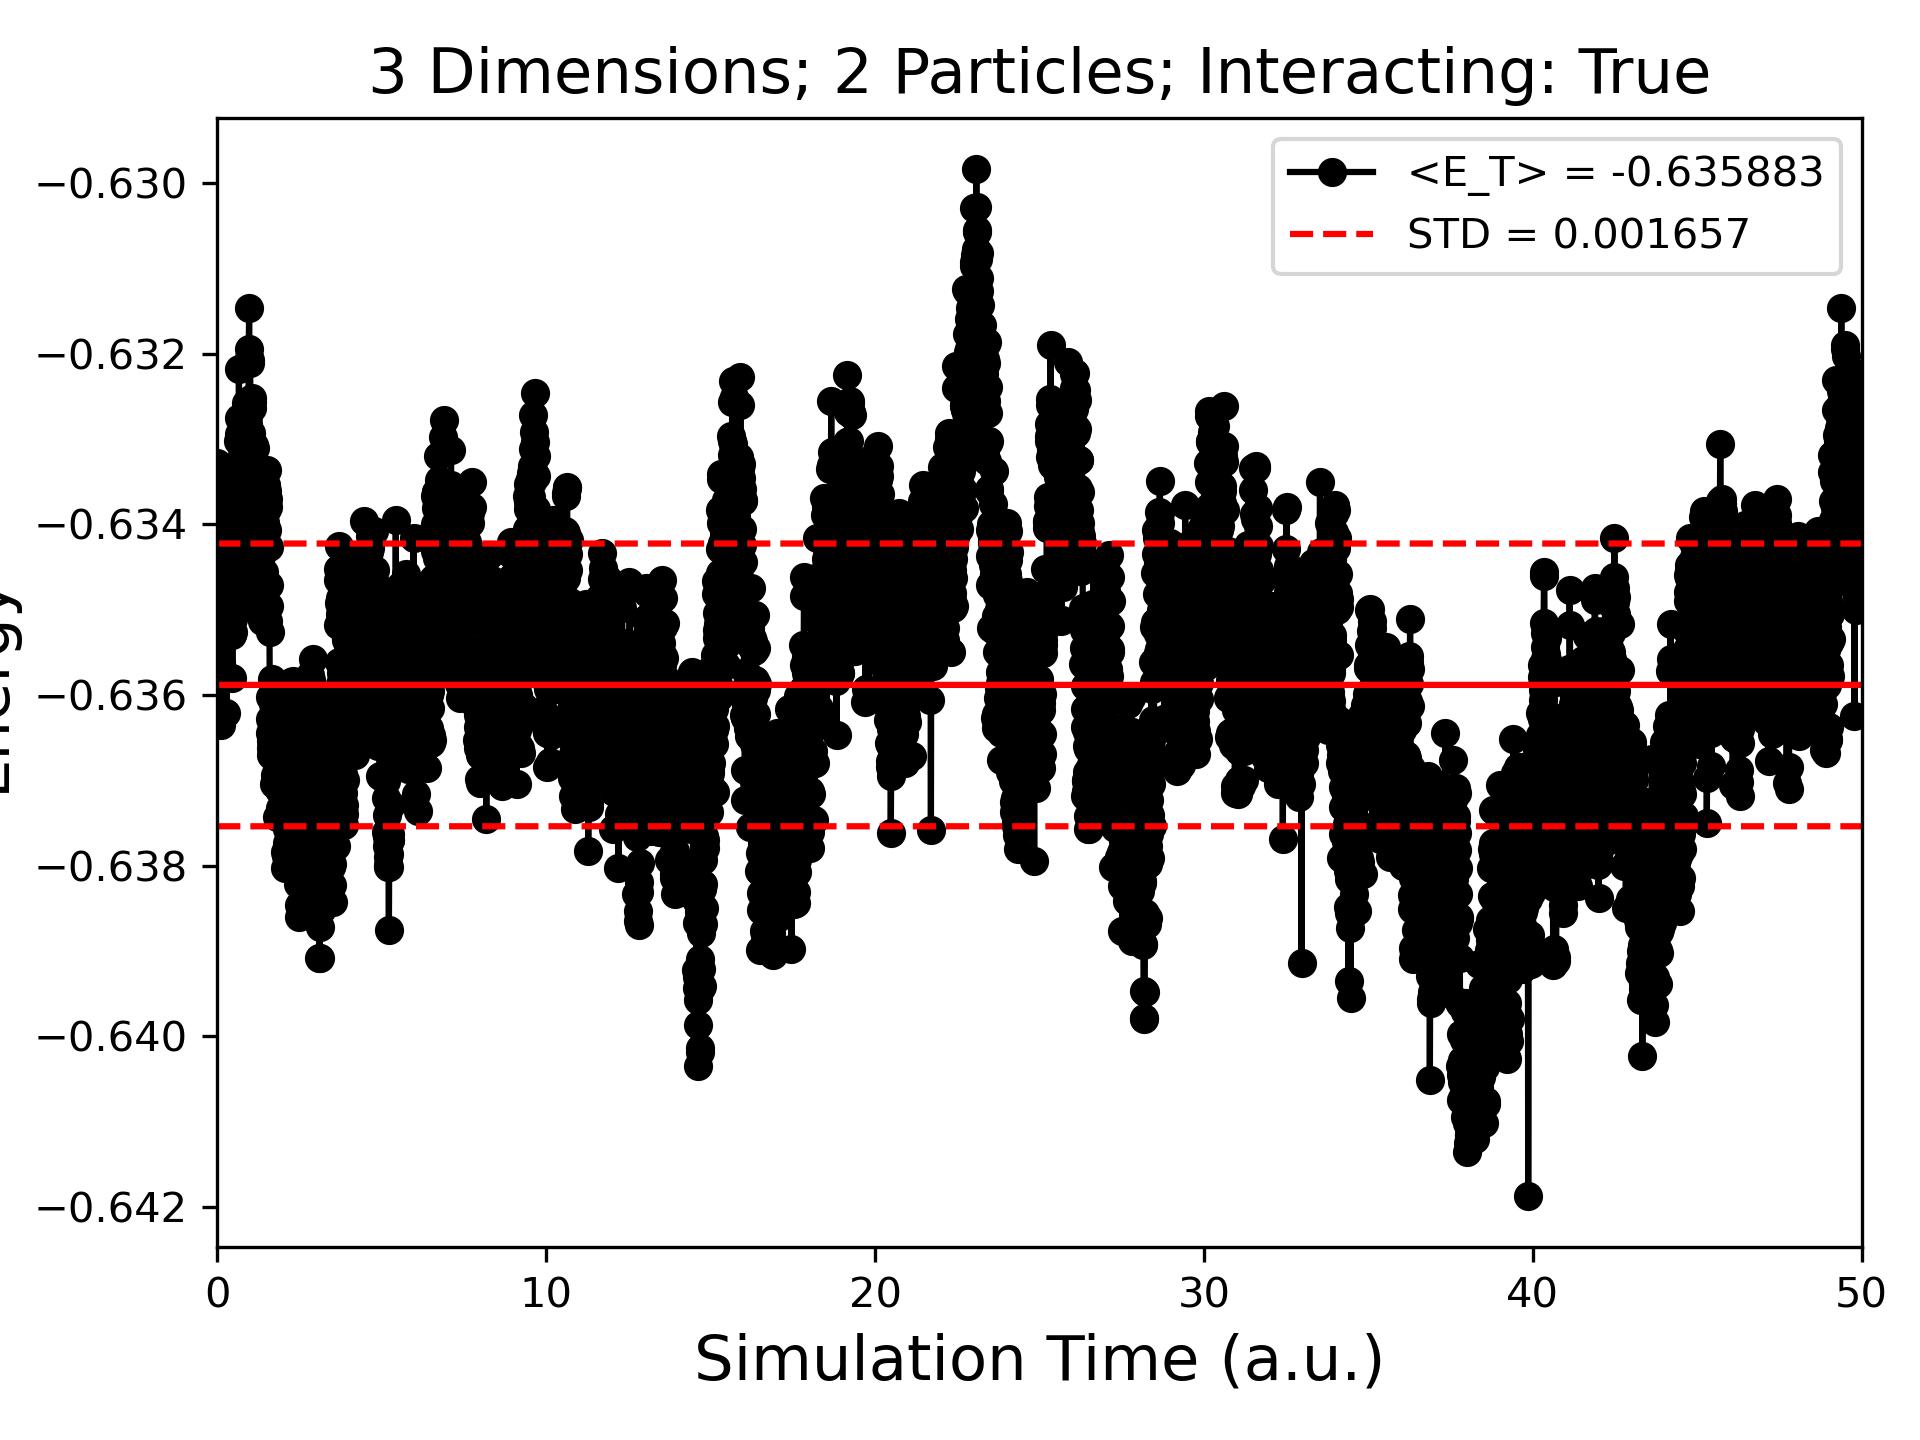 3 Dimensions; 2 Particles; Interacting: True
<E_T> = -0.635883
STD = 0.001657
−0.630
−0.632
−0.634
−0.636
−0.638
−0.640
−0.642
Energy
0 10 20 30 40 50
Simulation Time (a.u.)